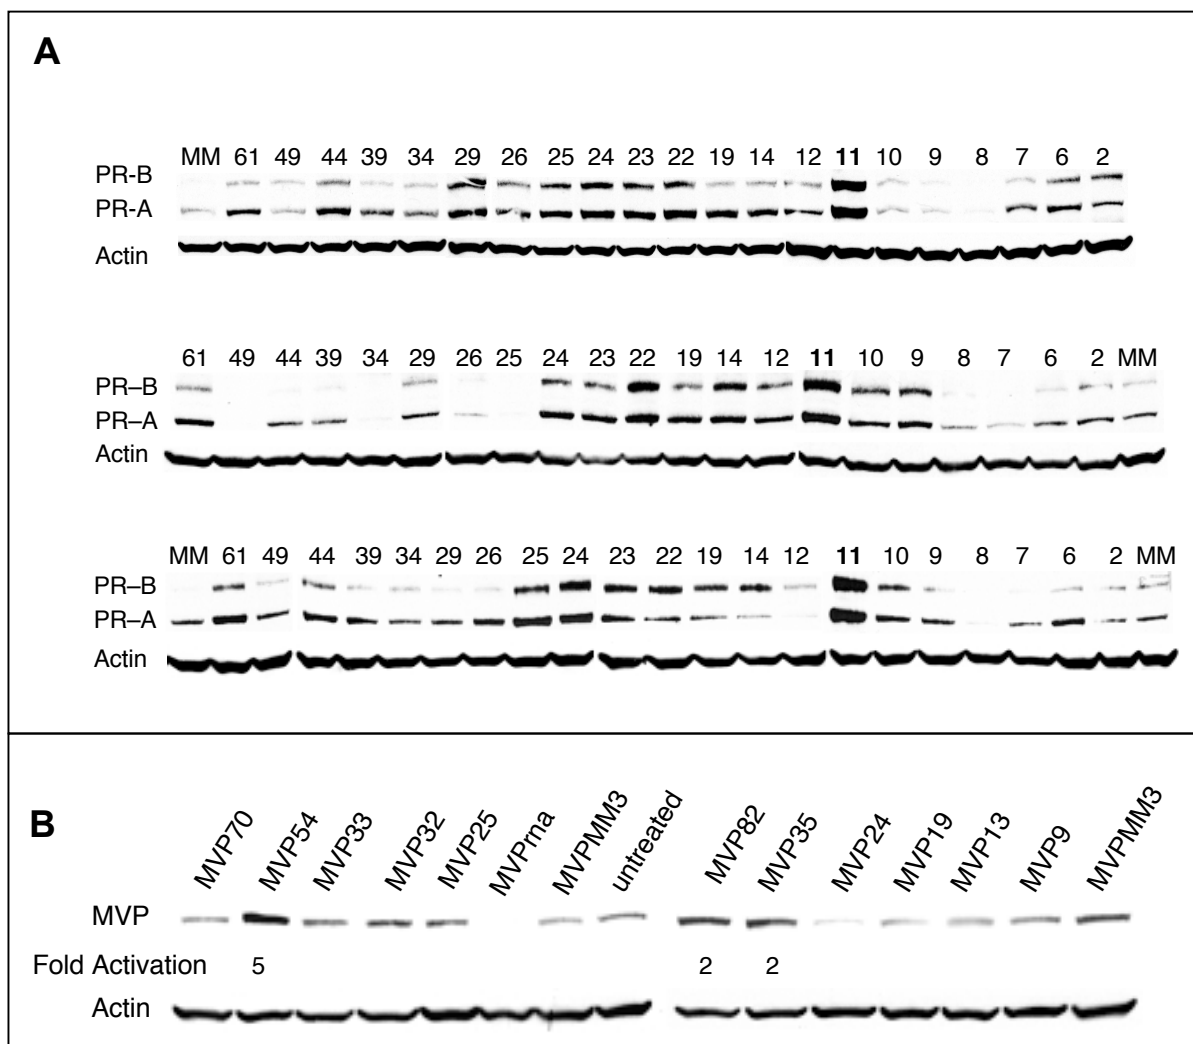 A
MM 61 49 44 39 34 29 26 25 24 23 22 19 14 12 11 10 9 8 7 6 2
PR-B
PR-A
Actin
61 49 44 39 34 29 26 25 24 23 22 19 14 12 11 10 9 8 7 6 2 MM
PR–B
PR–A
Actin
MM 61 49 44 39 34 29 26 25 24 23 22 19 14 12 11 10 9 8 7 6 2 MM
PR–B
PR–A
Actin
B
MVP70 MVP54 MVP33 MVP32 MVP25 MVPrna MVPMM3 untreated MVP82 MVP35 MVP24 MVP19 MVP13 MVP9 MVPMM3
MVP
Fold Activation 5 2 2
Actin